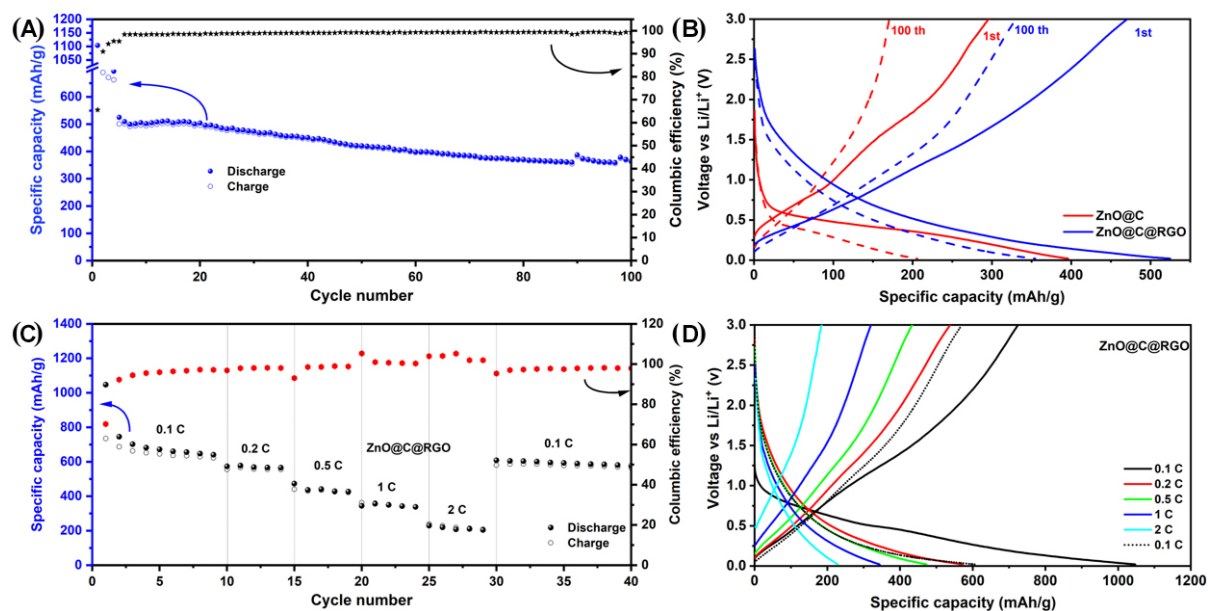 (A)
Specific capacity (mAh/g)
1200
1150
1100
1050
600
500
400
300
200
100
0
0
20
40
60
80
100
Cycle number
100
90
80
70
60
50
40
30
20
10
0
Columbic efficiency (%)
Discharge
Charge
(B)
Voltage vs Li/Li⁺ (V)
3.0
2.5
2.0
1.5
1.0
0.5
0.0
0
100
200
300
400
500
Specific capacity (mAh/g)
100 th
1st
100 th
1st
ZnO@C
ZnO@C@RGO
(C)
Specific capacity (mAh/g)
1400
1200
1000
800
600
400
200
0
0
5
10
15
20
25
30
35
40
Cycle number
120
100
80
60
40
20
0
Columbic efficiency (%)
0.1 C
0.2 C
0.5 C
ZnO@C@RGO
1 C
2 C
0.1 C
Discharge
Charge
(D)
Voltage vs Li/Li⁺ (v)
3.0
2.5
2.0
1.5
1.0
0.5
0.0
0
200
400
600
800
1000
1200
Specific capacity (mAh/g)
ZnO@C@RGO
0.1 C
0.2 C
0.5 C
1 C
2 C
0.1 C